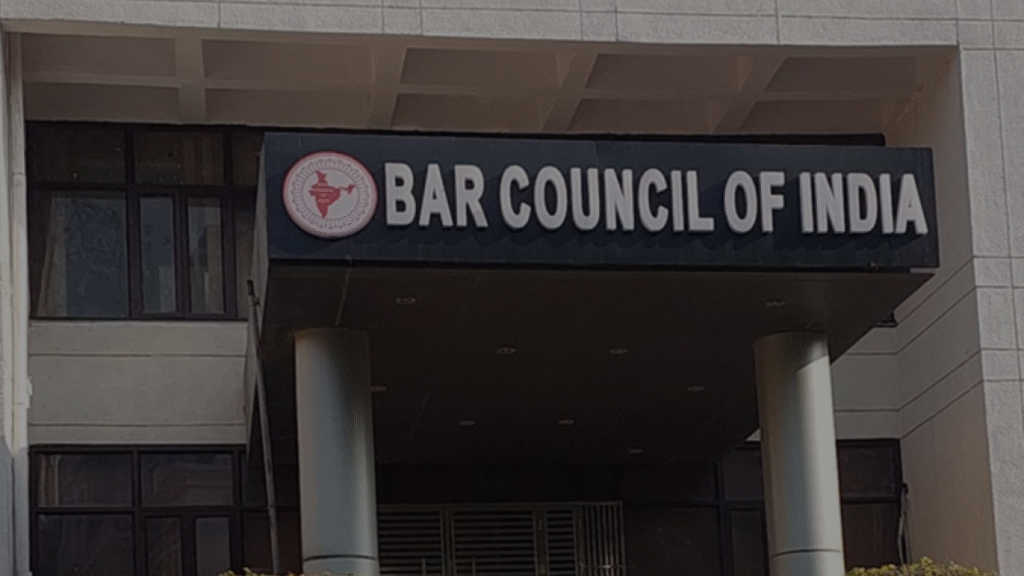 BAR COUNCIL OF INDIA